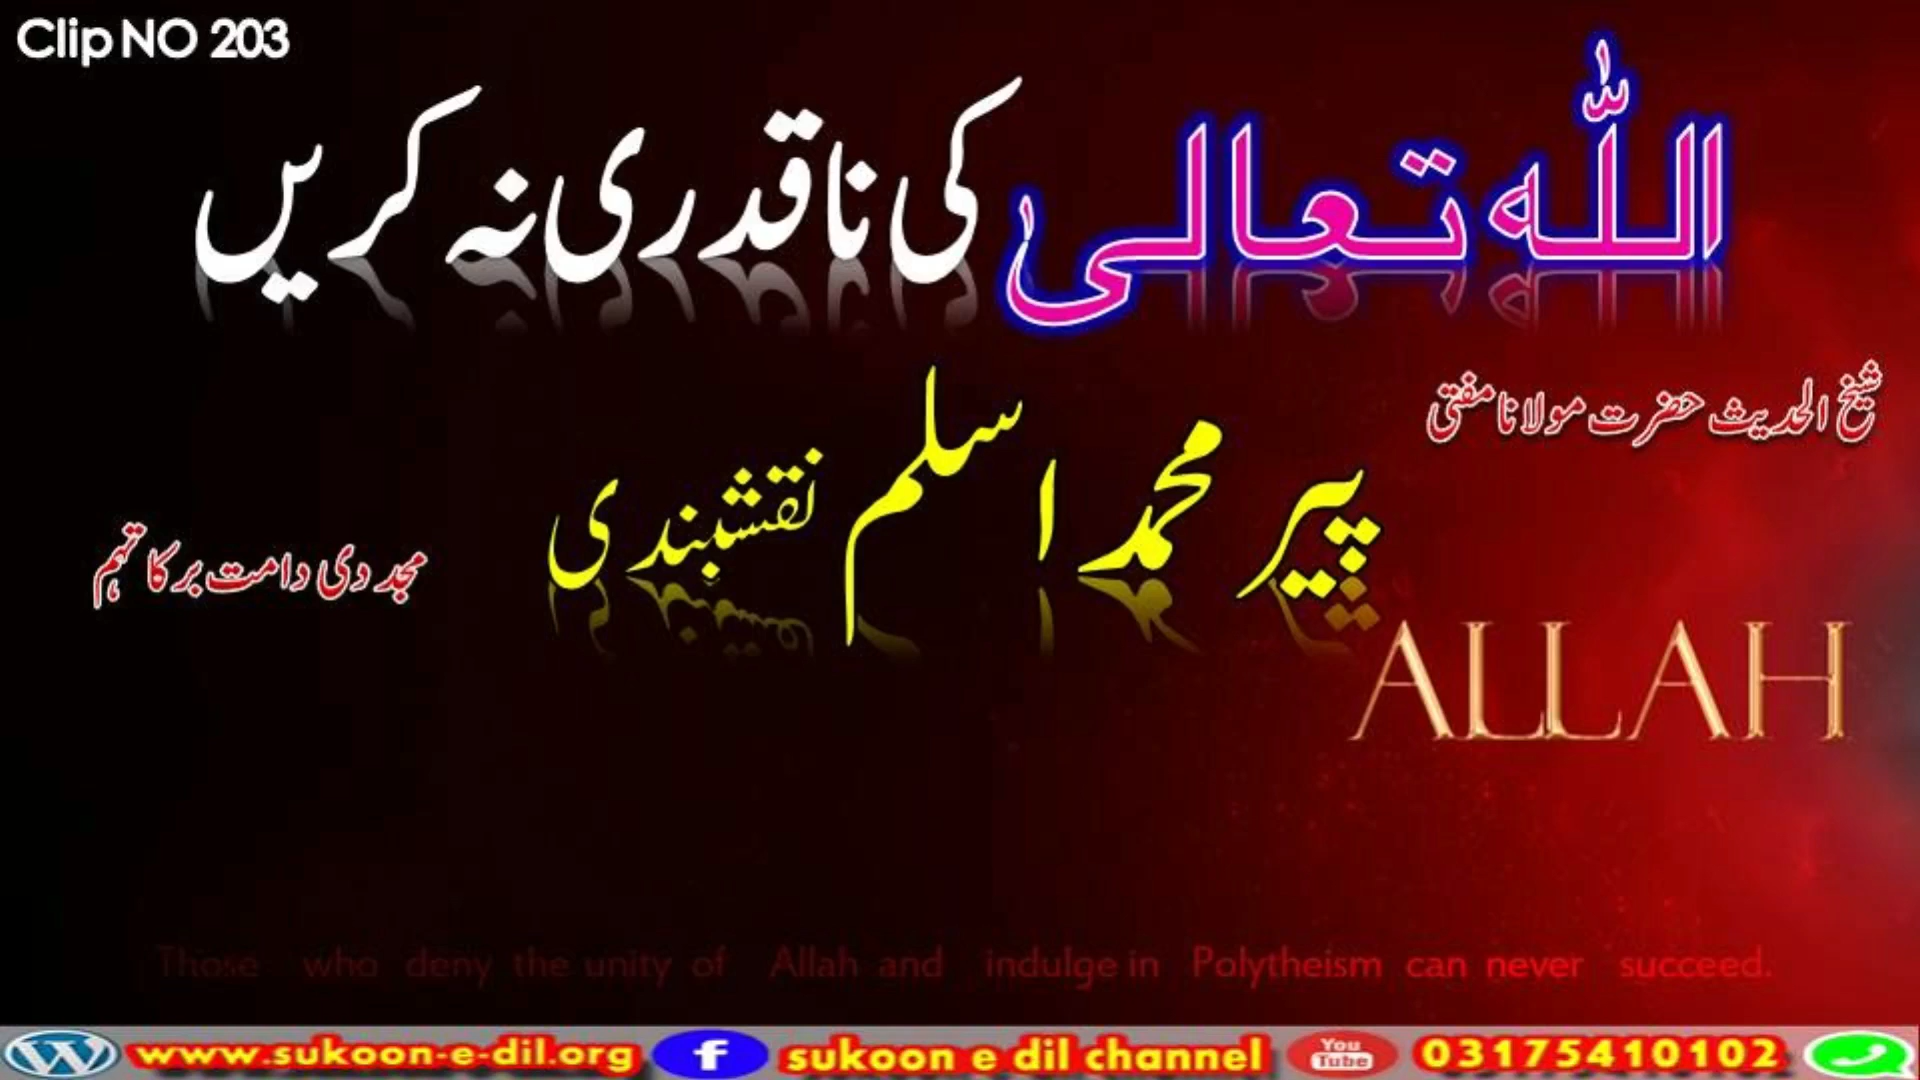 Clip NO 203
اللہ تعالی کی ناقدری نہ کریں
شیخ الحدیث حضرت مولانا مفتی
پیر محمد اسلم نقشبندی
مجددی دامت برکاتہم
ALLAH
Those who deny the unity of Allah and indulge in Polytheism can never succeed.
www.sukoon-e-dil.org f sukoon e dil channel You Tube 03175410102